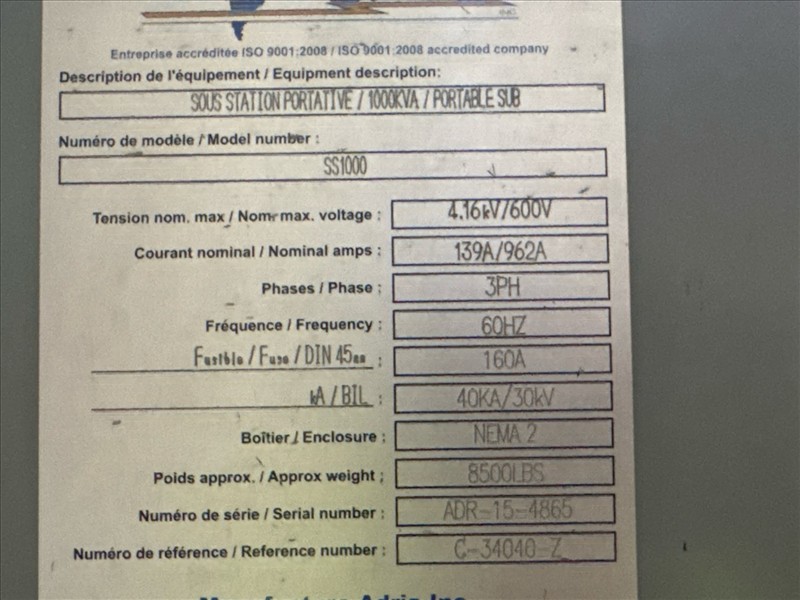 Entreprise accréditée ISO 9001:2008 / ISO 9001:2008 accredited company
Description de l'équipement / Equipment description:
SOUS STATION PORTATIVE / 1000KVA / PORTABLE SUB
Numéro de modèle / Model number :
SS1000
Tension nom. max / Nom. max. voltage : 4.16kV/600V
Courant nominal / Nominal amps : 139A/962A
Phases / Phase : 3PH
Fréquence / Frequency : 60HZ
Fusible / Fuse / DIN 45mm : 160A
kA / BIL : 40KA/30kV
Boîtier / Enclosure : NEMA 2
Poids approx. / Approx weight : 8500LBS
Numéro de série / Serial number : ADR-15-4865
Numéro de référence / Reference number : C-34040-Z